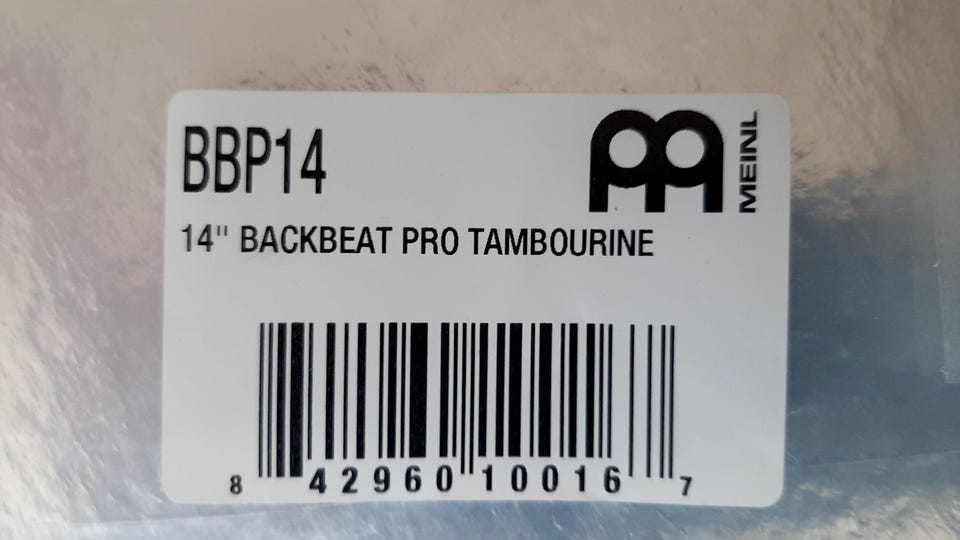 BBP14
MEINL
14" BACKBEAT PRO TAMBOURINE
8 42960 10016 7